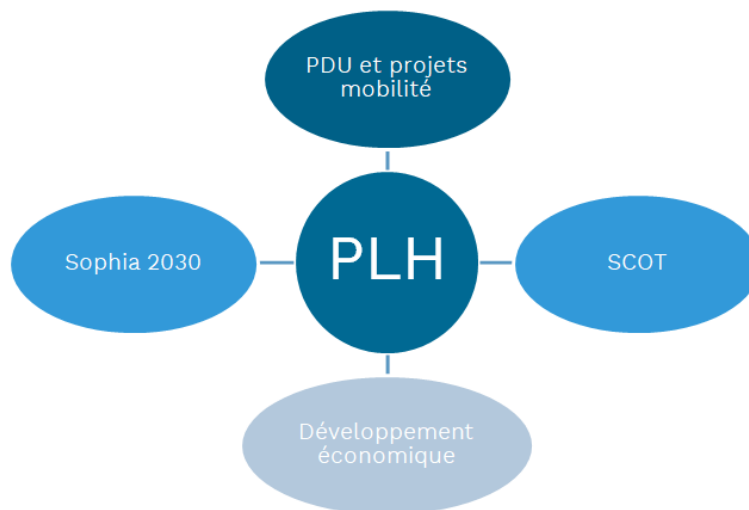 PDU et projets
mobilité
Sophia 2030
PLH
SCOT
Développement
économique